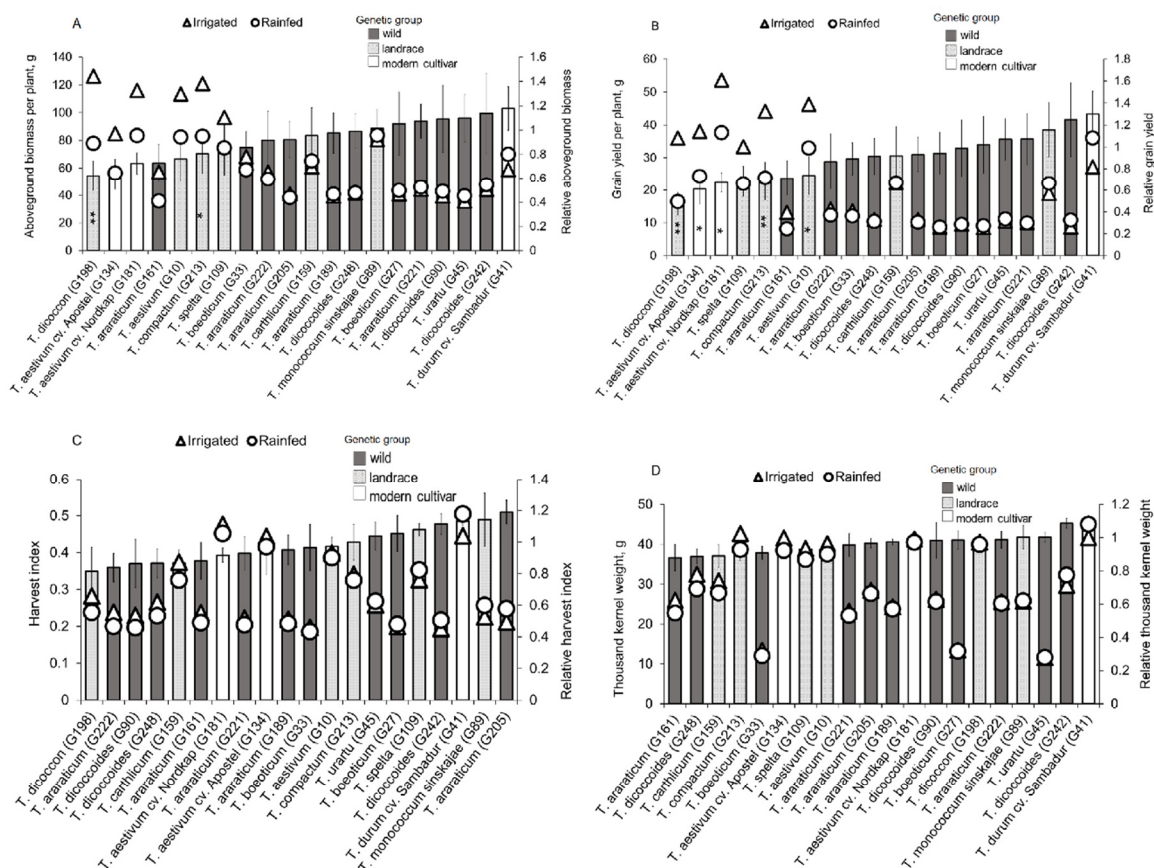 A
Irrigated
Rainfed
Genetic group
wild
landrace
modern cultivar
Aboveground biomass per plant, g
140
120
100
80
60
40
20
0
1.6
1.4
1.2
1
0.8
0.6
0.4
0.2
0
Relative aboveground biomass
**
*
T. dicoccon (G198)
T. aestivum cv. Apostel (G134)
T. aestivum cv. Nordkap (G181)
T. araraticum (G161)
T. aestivum (G10)
T. compactum (G213)
T. spelta (G109)
T. boeoticum (G33)
T. araraticum (G222)
T. araraticum (G205)
T. carthlicum (G159)
T. araraticum (G189)
T. dicoccoides (G248)
T. monococcum sinskajae (G89)
T. boeoticum (G27)
T. araraticum (G221)
T. dicoccoides (G90)
T. urartu (G45)
T. dicoccoides (G242)
T. durum cv. Sambadur (G41)
B
Irrigated
Rainfed
Genetic group
wild
landrace
modern cultivar
Grain yield per plant, g
60
50
40
30
20
10
0
1.8
1.6
1.4
1.2
1
0.8
0.6
0.4
0.2
0
Relative grain yield
**
*
*
**
*
T. dicoccon (G198)
T. aestivum cv. Apostel (G134)
T. aestivum cv. Nordkap (G181)
T. spelta (G109)
T. compactum (G213)
T. araraticum (G161)
T. aestivum (G10)
T. araraticum (G222)
T. boeoticum (G33)
T. dicoccoides (G248)
T. carthlicum (G159)
T. araraticum (G205)
T. araraticum (G189)
T. dicoccoides (G90)
T. boeoticum (G27)
T. urartu (G45)
T. araraticum (G221)
T. monococcum sinskajae (G89)
T. dicoccoides (G242)
T. durum cv. Sambadur (G41)
C
Irrigated
Rainfed
Genetic group
wild
landrace
modern cultivar
Harvest index
0.6
0.5
0.4
0.3
0.2
0.1
0
1.4
1.2
1
0.8
0.6
0.4
0.2
0
Relative harvest index
T. dicoccon (G198)
T. araraticum (G222)
T. dicoccoides (G90)
T. dicoccoides (G248)
T. carthlicum (G159)
T. araraticum (G161)
T. aestivum cv. Nordkap (G181)
T. araraticum (G221)
T. aestivum cv. Apostel (G134)
T. araraticum (G189)
T. boeoticum (G33)
T. aestivum (G10)
T. compactum (G213)
T. urartu (G45)
T. boeoticum (G27)
T. spelta (G109)
T. dicoccoides (G242)
T. durum cv. Sambadur (G41)
T. monococcum sinskajae (G89)
T. araraticum (G205)
D
Irrigated
Rainfed
Genetic group
wild
landrace
modern cultivar
Thousand kernel weight, g
50
40
30
20
10
0
1.2
1
0.8
0.6
0.4
0.2
0
Relative thousand kernel weight
T. araraticum (G161)
T. dicoccoides (G248)
T. carthlicum (G159)
T. compactum (G213)
T. boeoticum (G33)
T. aestivum cv. Apostel (G134)
T. spelta (G109)
T. aestivum (G10)
T. araraticum (G221)
T. araraticum (G205)
T. araraticum (G189)
T. aestivum cv. Nordkap (G181)
T. dicoccoides (G90)
T. boeoticum (G27)
T. dicoccon (G198)
T. araraticum (G222)
T. monococcum sinskajae (G89)
T. urartu (G45)
T. dicoccoides (G242)
T. durum cv. Sambadur (G41)